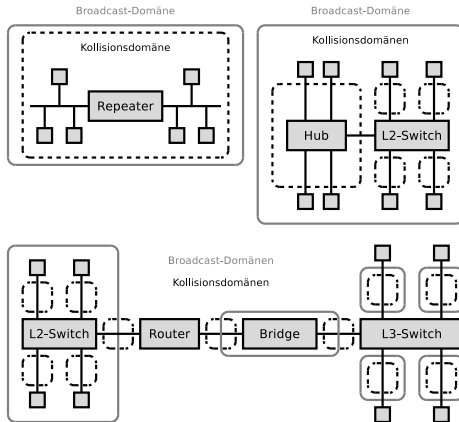 Broadcast-Domäne
Kollisionsdomäne
Repeater
Broadcast-Domäne
Kollisionsdomänen
Hub
L2-Switch
Broadcast-Domänen
Kollisionsdomänen
L2-Switch
Router
Bridge
L3-Switch